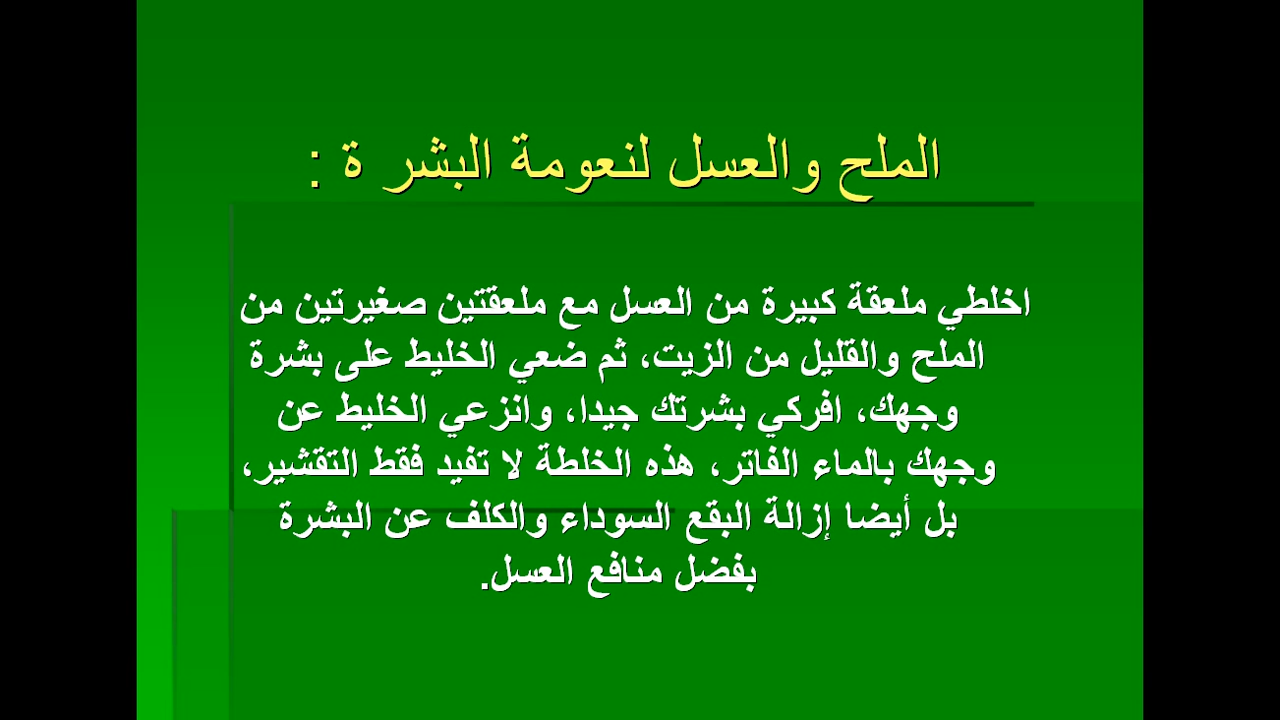 الملح والعسل لنعومة البشر ة :
اخلطي ملعقة كبيرة من العسل مع ملعقتين صغيرتين من
الملح والقليل من الزيت، ثم ضعي الخليط على بشرة
وجهك، افركي بشرتك جيدا، وانزعي الخليط عن
وجهك بالماء الفاتر، هذه الخلطة لا تفيد فقط التقشير،
بل أيضا إزالة البقع السوداء والكلف عن البشرة
بفضل منافع العسل.